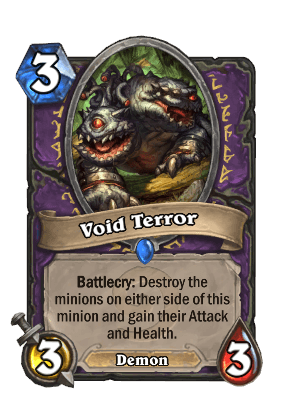 3
Void Terror
Battlecry: Destroy the
minions on either side of this
minion and gain their Attack
and Health.
3
Demon
3